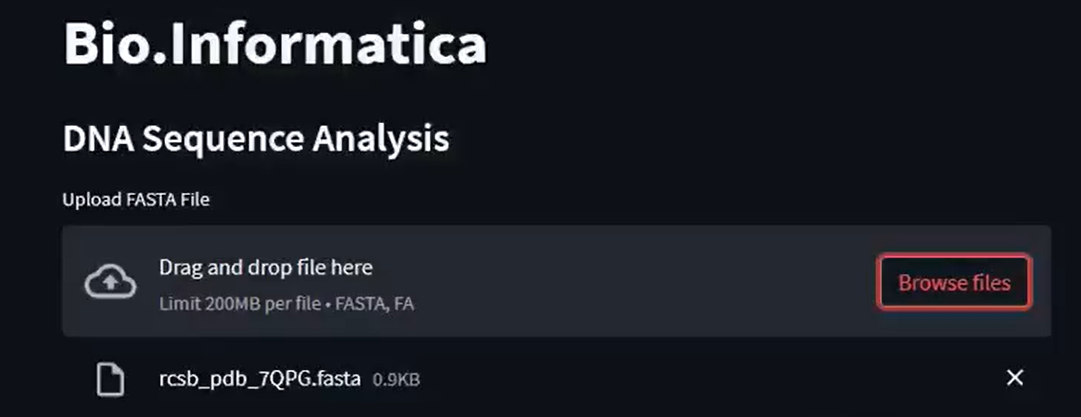 Bio.Informatica
DNA Sequence Analysis
Upload FASTA File
Drag and drop file here
Limit 200MB per file • FASTA, FA
Browse files
rcsb_pdb_7QPG.fasta 0.9KB